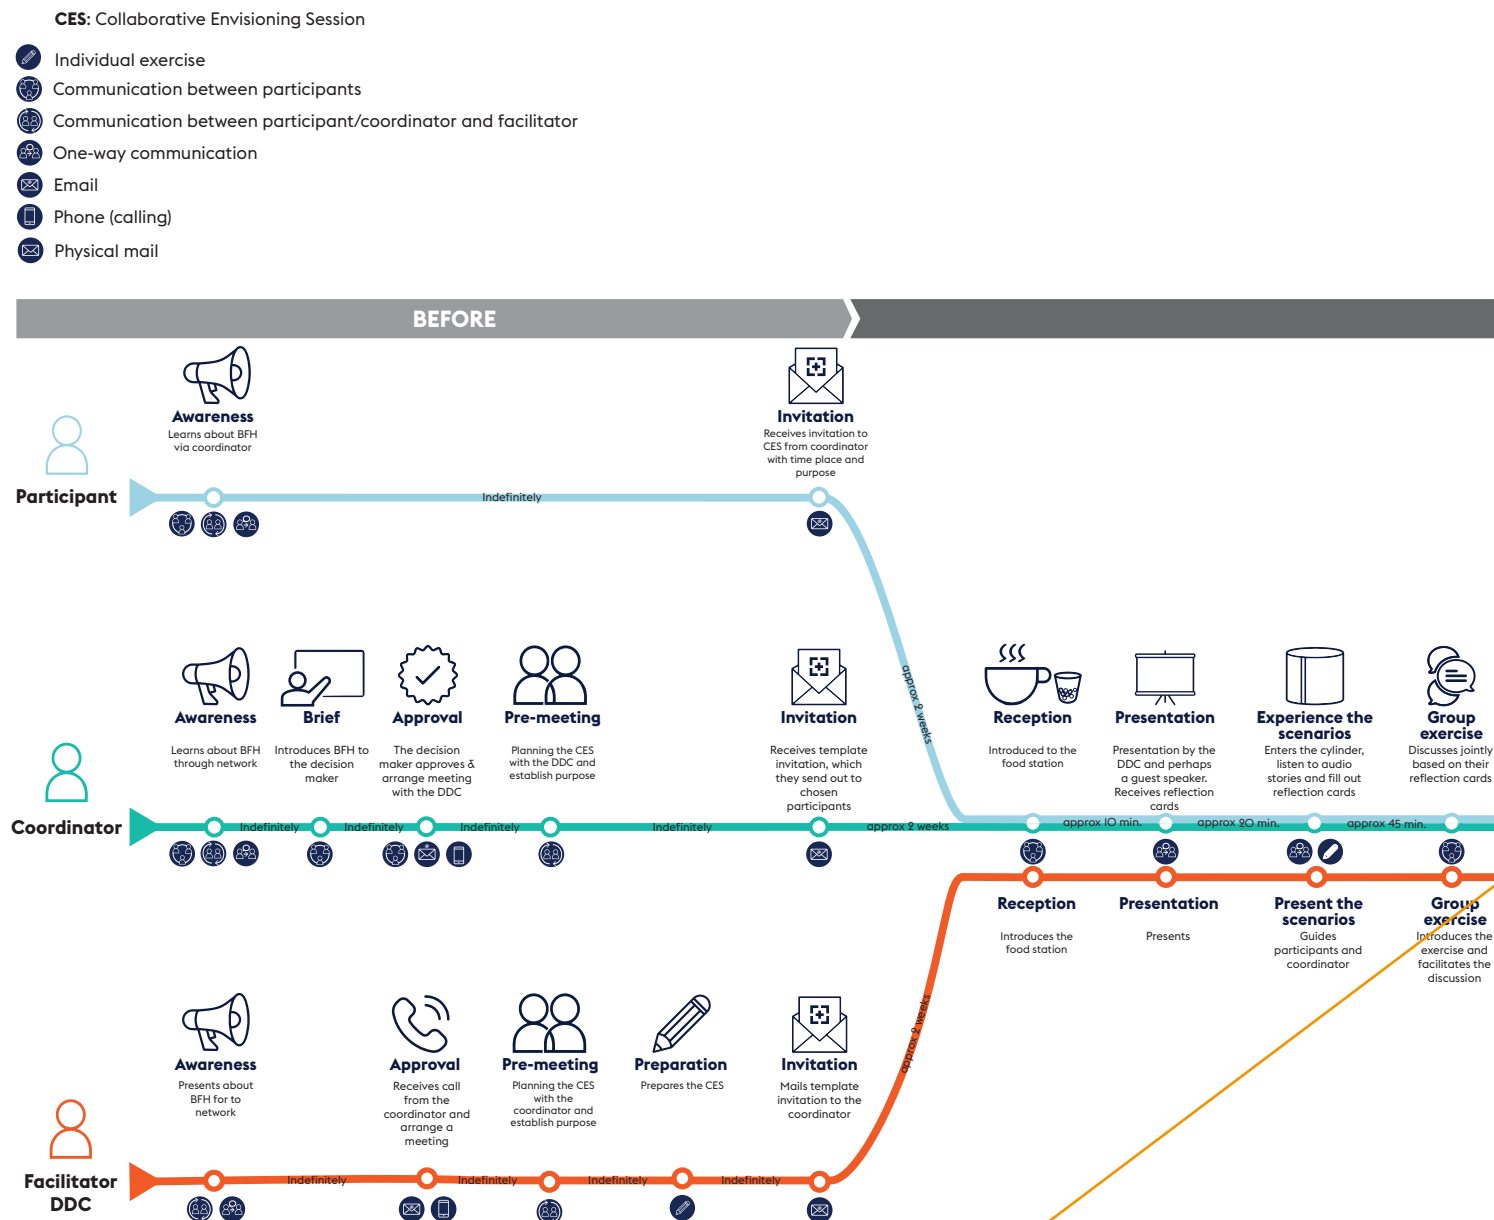 CES: Collaborative Envisioning Session
Individual exercise
Communication between participants
Communication between participant/coordinator and facilitator
One-way communication
Email
Phone (calling)
Physical mail
BEFORE
Awareness
Learns about BFH
via coordinator
Invitation
Receives invitation to
CES from coordinator
with time place and
purpose
Participant
Indefinitely
approx 2 weeks
Awareness
Learns about BFH
through network
Brief
Introduces BFH to
the decision
maker
Approval
The decision
maker approves &
arrange meeting
with the DDC
Pre-meeting
Planning the CES
with the DDC and
establish purpose
Invitation
Receives template
invitation, which
they send out to
chosen
participants
Reception
Introduced to the
food station
Presentation
Presentation by the
DDC and perhaps
a guest speaker.
Receives reflection
cards
Experience the
scenarios
Enters the cylinder,
listen to audio
stories and fill out
reflection cards
Group
exercise
Discusses jointly
based on their
reflection cards
Coordinator
Indefinitely
Indefinitely
Indefinitely
Indefinitely
approx 2 weeks
approx 10 min.
approx 20 min.
approx 45 min.
Reception
Introduces the
food station
Presentation
Presents
Present the
scenarios
Guides
participants and
coordinator
Group
exercise
Introduces the
exercise and
facilitates the
discussion
approx 2 weeks
Awareness
Presents about
BFH for to
network
Approval
Receives call
from the
coordinator and
arrange a
meeting
Pre-meeting
Planning the CES
with the
coordinator and
establish purpose
Preparation
Prepares the CES
Invitation
Mails template
invitation to the
coordinator
Facilitator
DDC
Indefinitely
Indefinitely
Indefinitely
Indefinitely